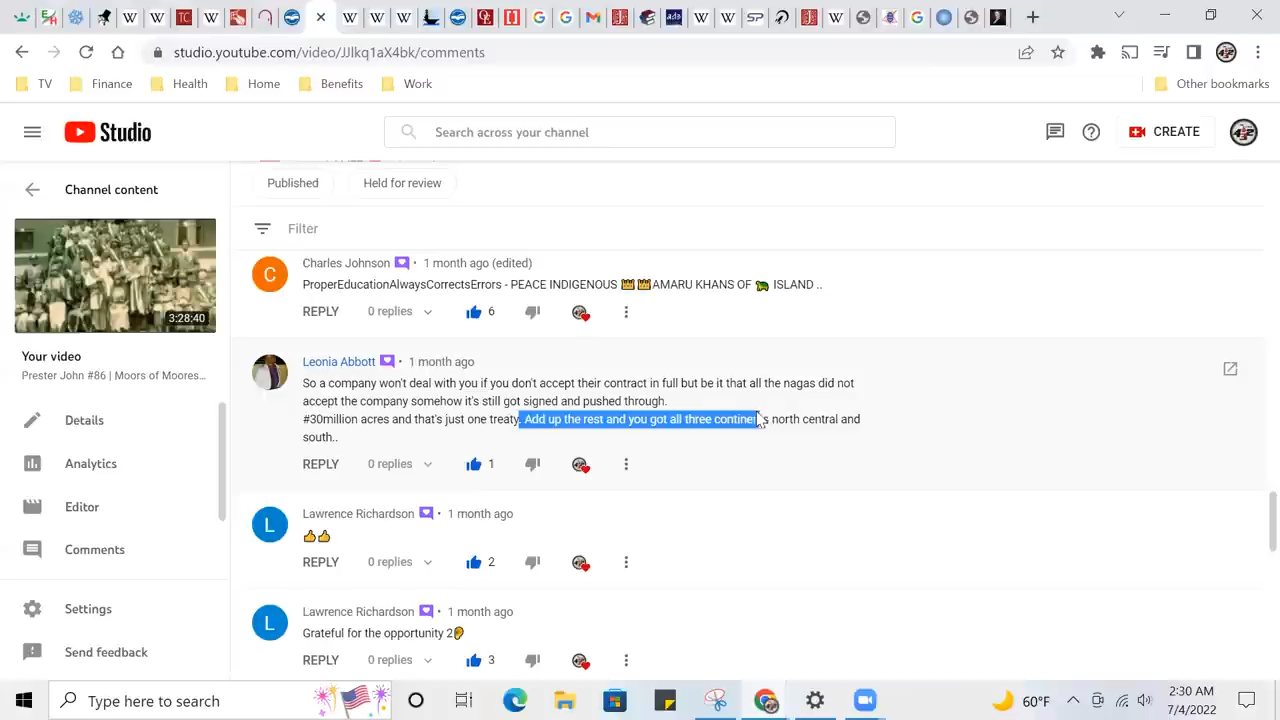 studio.youtube.com/video/JJlkq1aX4bk/comments
TV
Finance
Health
Home
Benefits
Work
Other bookmarks
Studio
Search across your channel
CREATE
Channel content
3:28:40
Your video
Prester John #86 | Moors of Moores...
Details
Analytics
Editor
Comments
Settings
Send feedback
Published
Held for review
Filter
Charles Johnson • 1 month ago (edited)
ProperEducationAlwaysCorrectsErrors - PEACE INDIGENOUS 👑👑AMARU KHANS OF 🐢 ISLAND ..
REPLY 0 replies 6
Leonia Abbott • 1 month ago
So a company won't deal with you if you don't accept their contract in full but be it that all the nagas did not
accept the company somehow it's still got signed and pushed through.
#30million acres and that's just one treaty. Add up the rest and you got all three continents north central and
south..
REPLY 0 replies 1
Lawrence Richardson • 1 month ago
👍👍
REPLY 0 replies 2
Lawrence Richardson • 1 month ago
Grateful for the opportunity 2👂
REPLY 0 replies 3
Type here to search
60°F
2:30 AM
7/4/2022